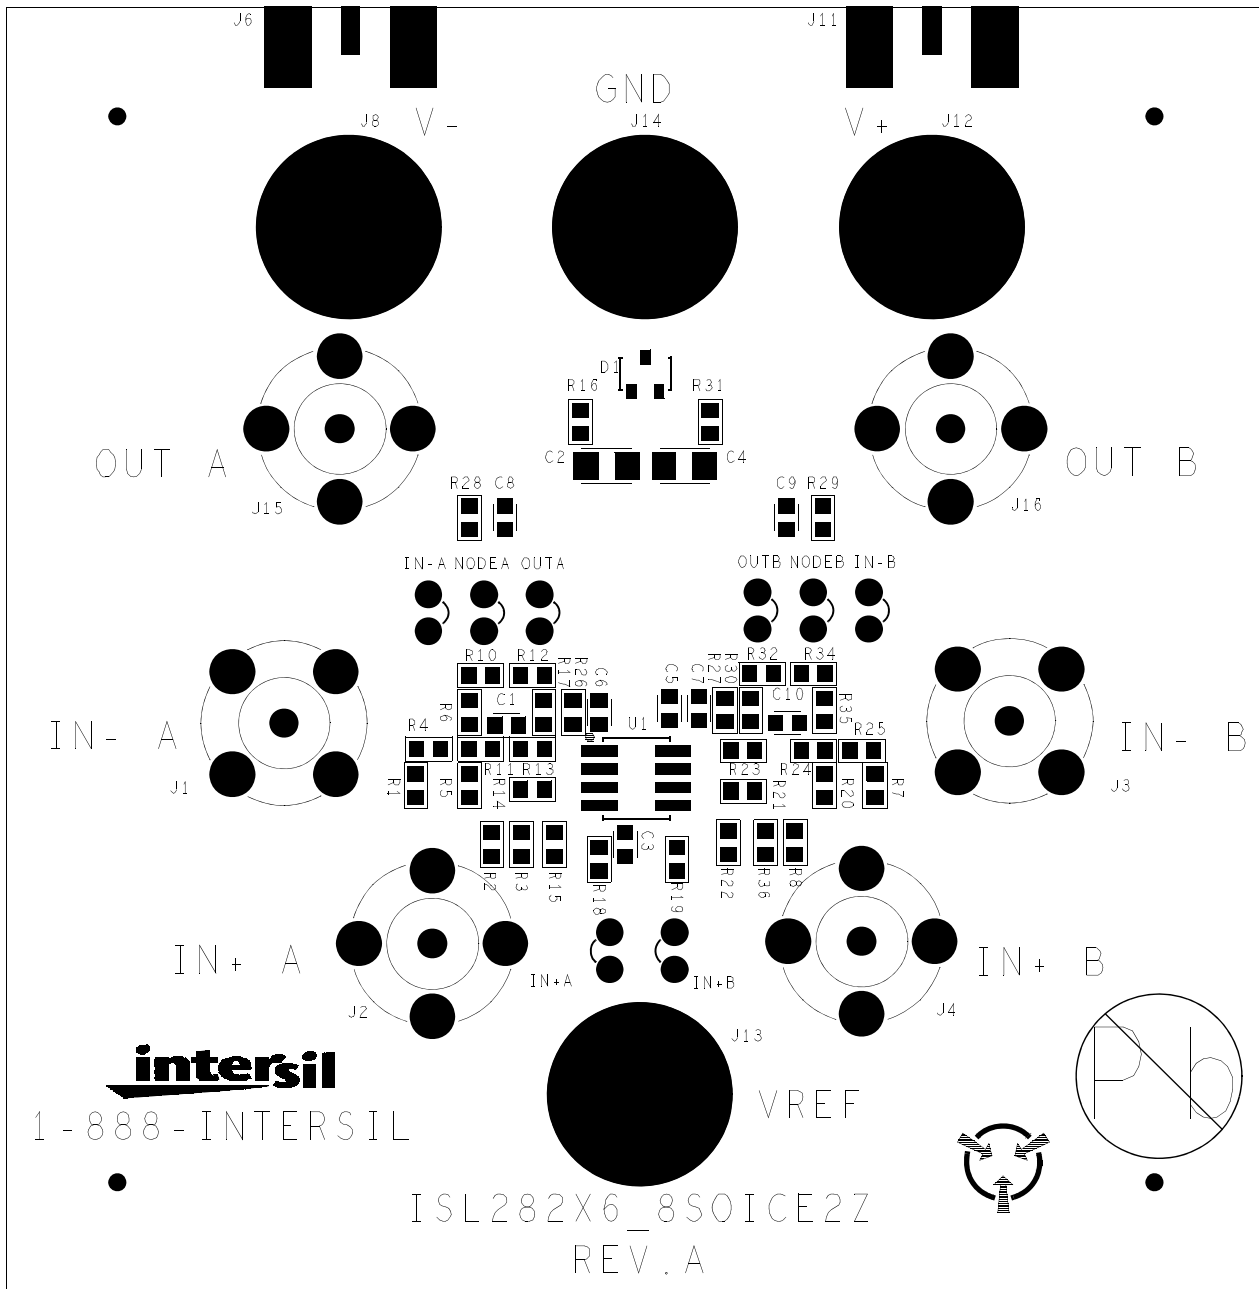 J6
J11
GND
J8
V-
J14
V+
J12
D1
R16
R31
OUT A
C2
C4
OUT B
J15
R28
C8
C9
R29
J16
IN-A
NODEA
OUTA
OUTB
NODEB
IN-B
R10
R12
R17
R26
C6
C5
C7
R27
R30
R32
R34
R6
C1
C10
R35
IN- A
R4
U1
R25
IN- B
R11
R13
R23
R24
J1
R1
R5
R14
R21
R20
R7
J3
C3
R2
R3
R15
R18
R19
R22
R36
R8
IN+ A
IN+A
IN+B
IN+ B
J2
J4
J13
intersil
VREF
Pb
1-888-INTERSIL
ISL282X6_8SOICE2Z
REV.A